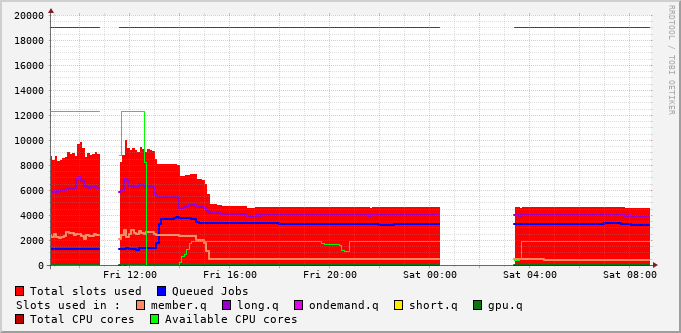 20000
18000
16000
14000
12000
10000
8000
6000
4000
2000
0
Fri 12:00 Fri 16:00 Fri 20:00 Sat 00:00 Sat 04:00 Sat 08:00
RRDTOOL / TOBI OETIKER
Total slots used Queued Jobs
Slots used in : member.q long.q ondemand.q short.q gpu.q
Total CPU cores Available CPU cores